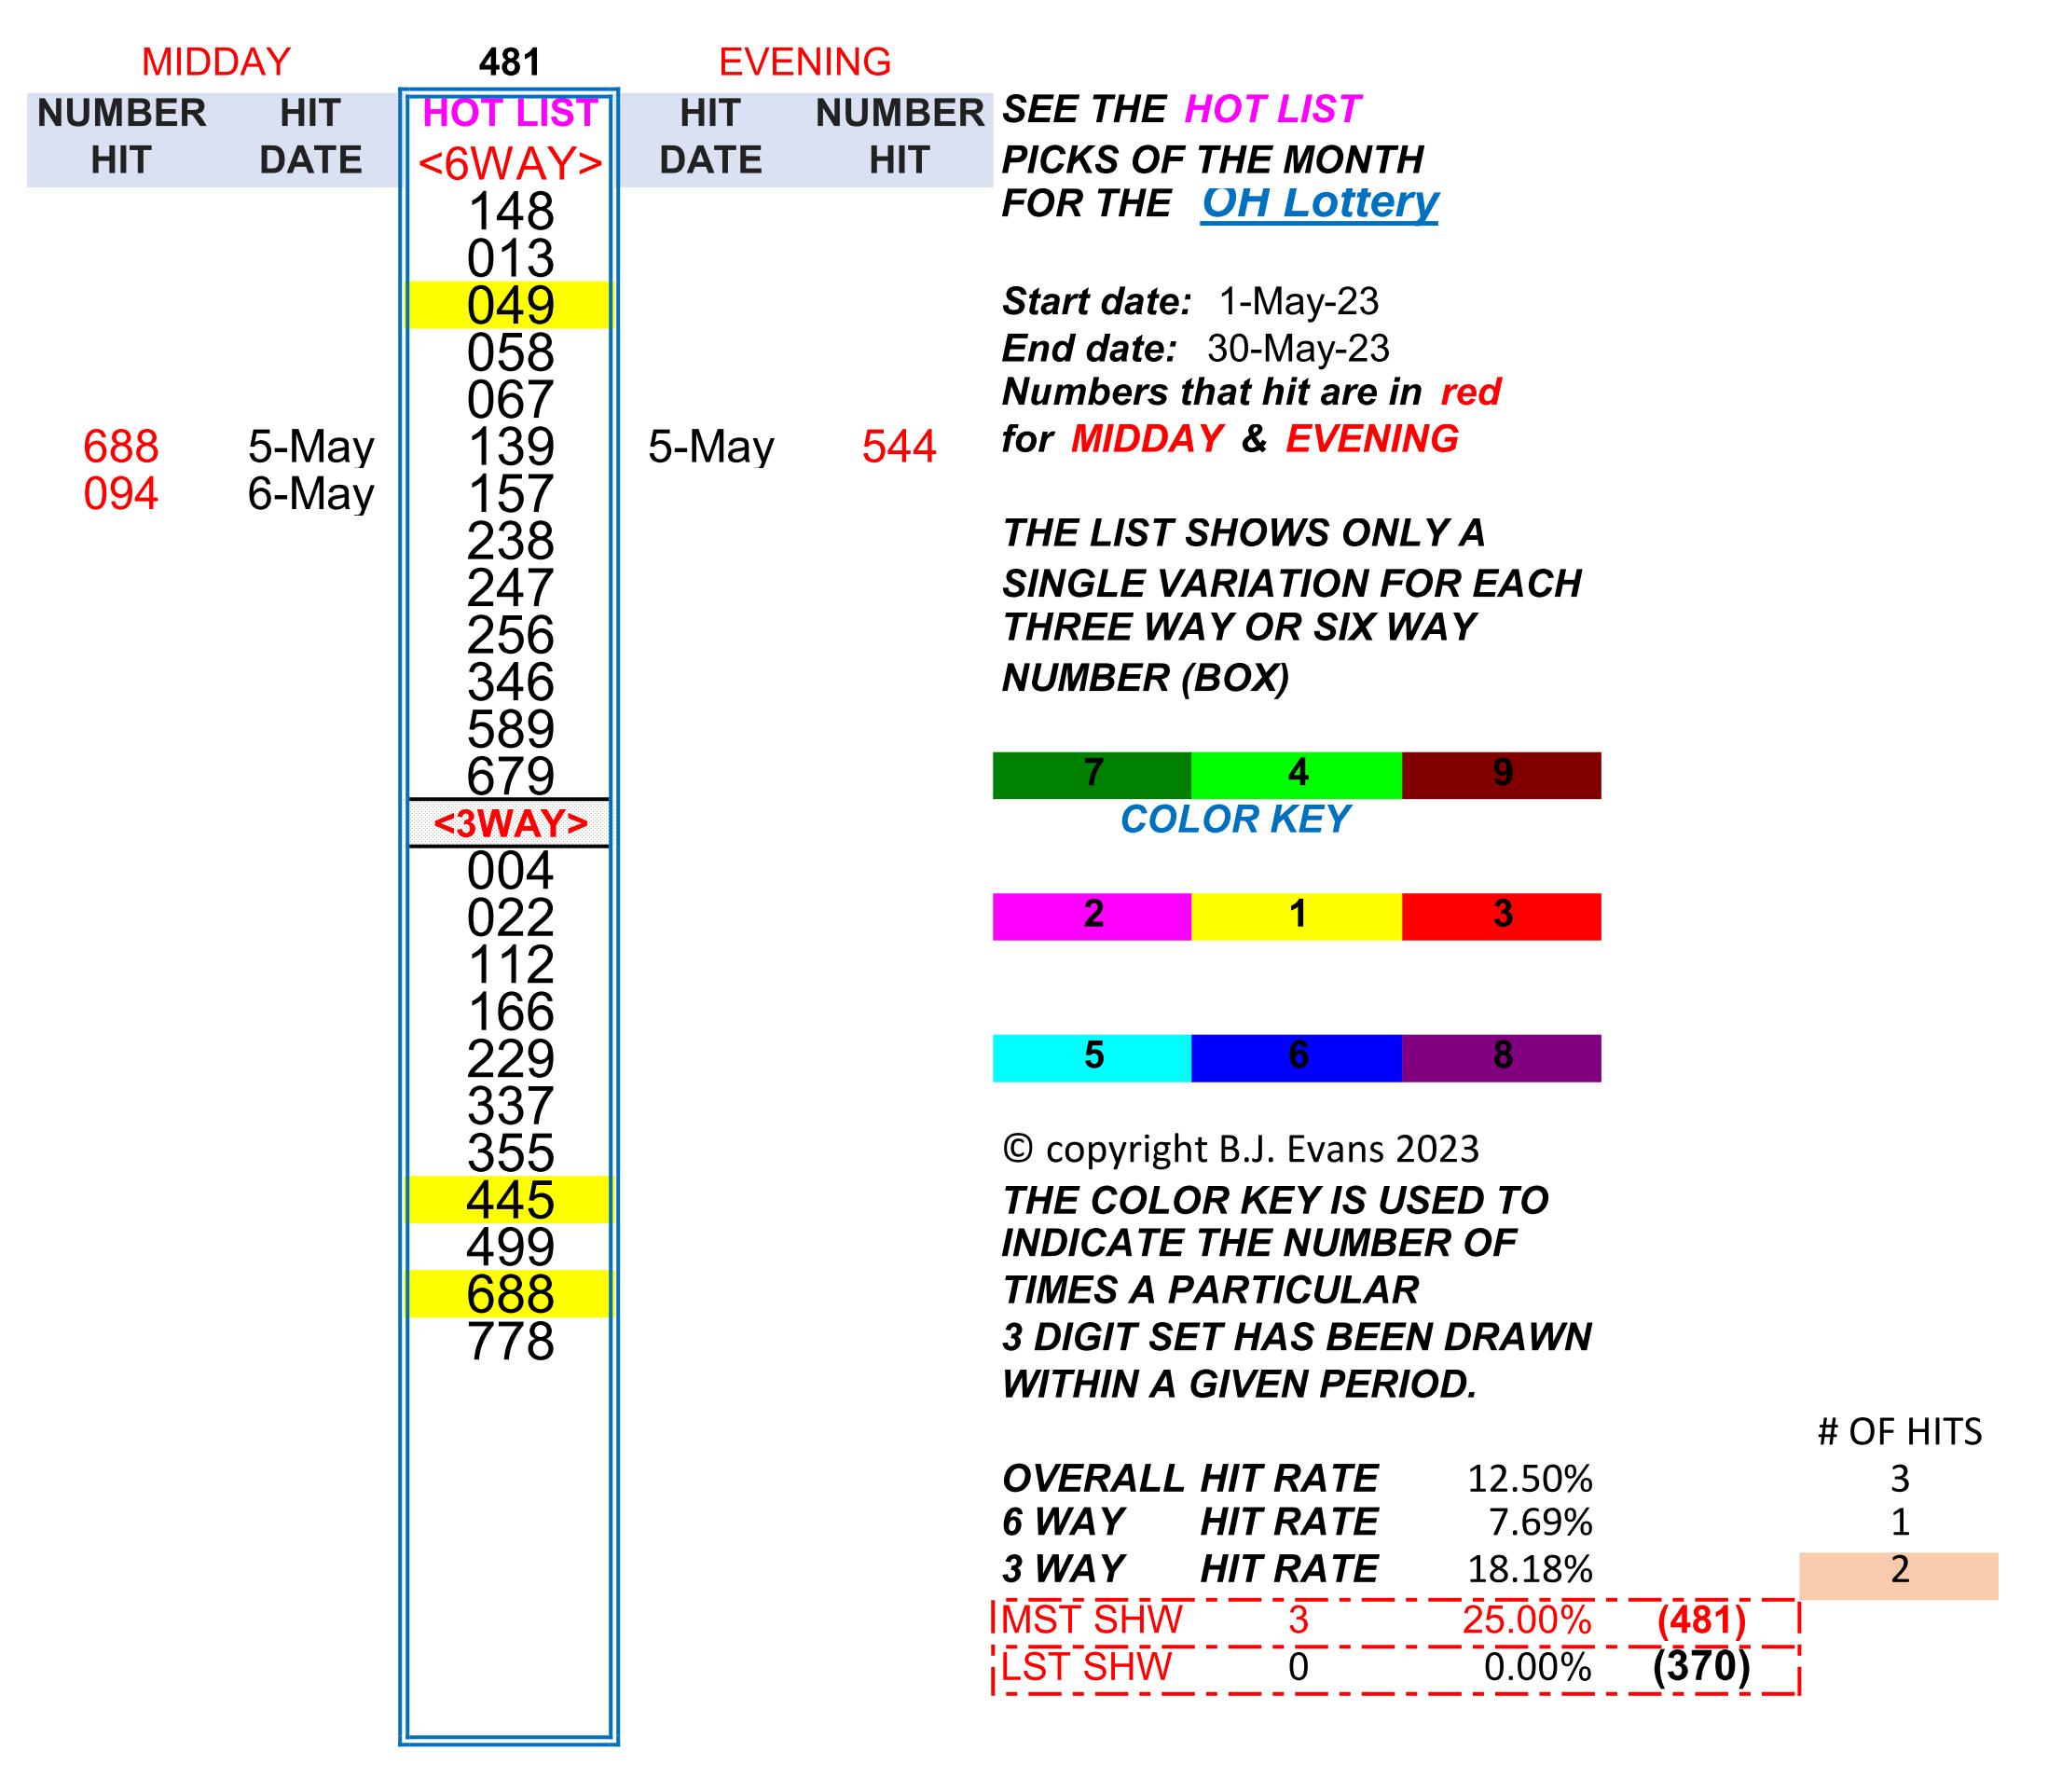 MIDDAY 481 EVENING
NUMBER HIT HOT LIST HIT NUMBER SEE THE HOT LIST
HIT DATE <6WAY> DATE HIT PICKS OF THE MONTH
148 FOR THE OH Lottery
013
049 Start date: 1-May-23
058 End date: 30-May-23
067 Numbers that hit are in red
688 5-May 139 5-May 544 for MIDDAY & EVENING
094 6-May 157
238 THE LIST SHOWS ONLY A
247 SINGLE VARIATION FOR EACH
256 THREE WAY OR SIX WAY
346 NUMBER (BOX)
589
679 7 4 9
<3WAY> COLOR KEY
004
022 2 1 3
112
166
229 5 6 8
337
355 © copyright B.J. Evans 2023
445 THE COLOR KEY IS USED TO
499 INDICATE THE NUMBER OF
688 TIMES A PARTICULAR
778 3 DIGIT SET HAS BEEN DRAWN
WITHIN A GIVEN PERIOD.
# OF HITS
OVERALL HIT RATE 12.50% 3
6 WAY HIT RATE 7.69% 1
3 WAY HIT RATE 18.18% 2
MST SHW 3 25.00% (481)
LST SHW 0 0.00% (370)